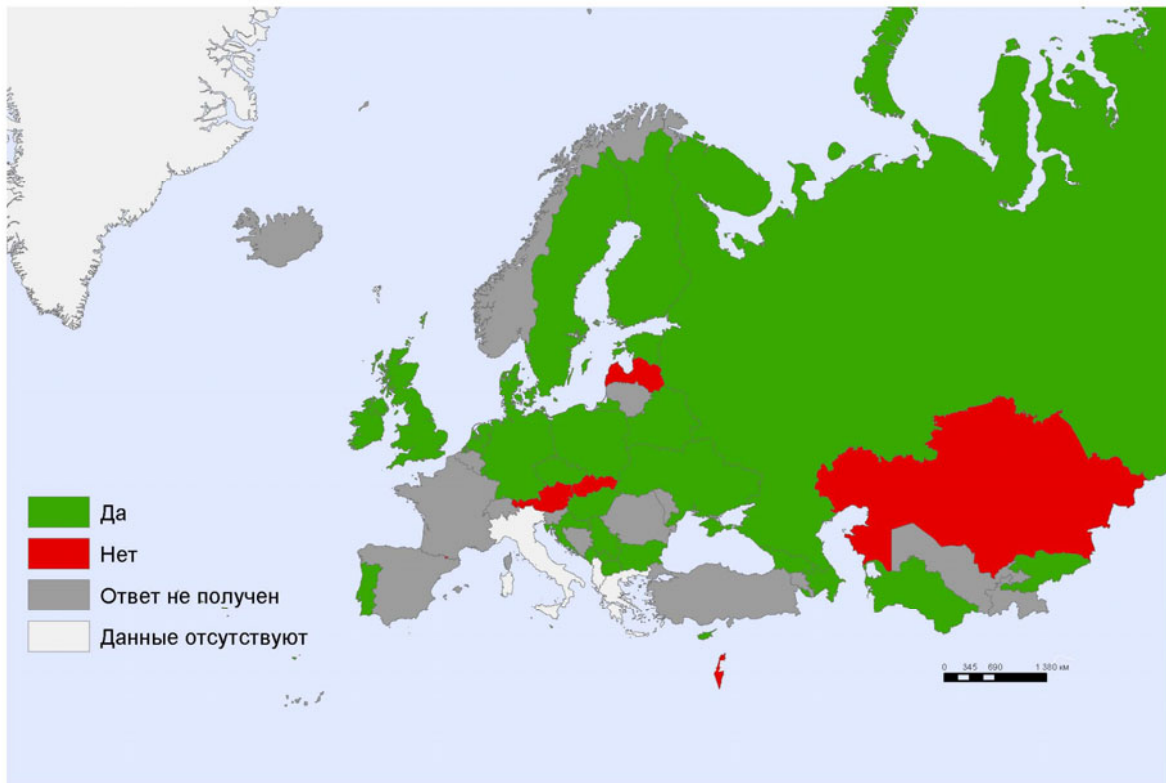 Да
Нет
Ответ не получен
Данные отсутствуют
0 345 690 1 380 км